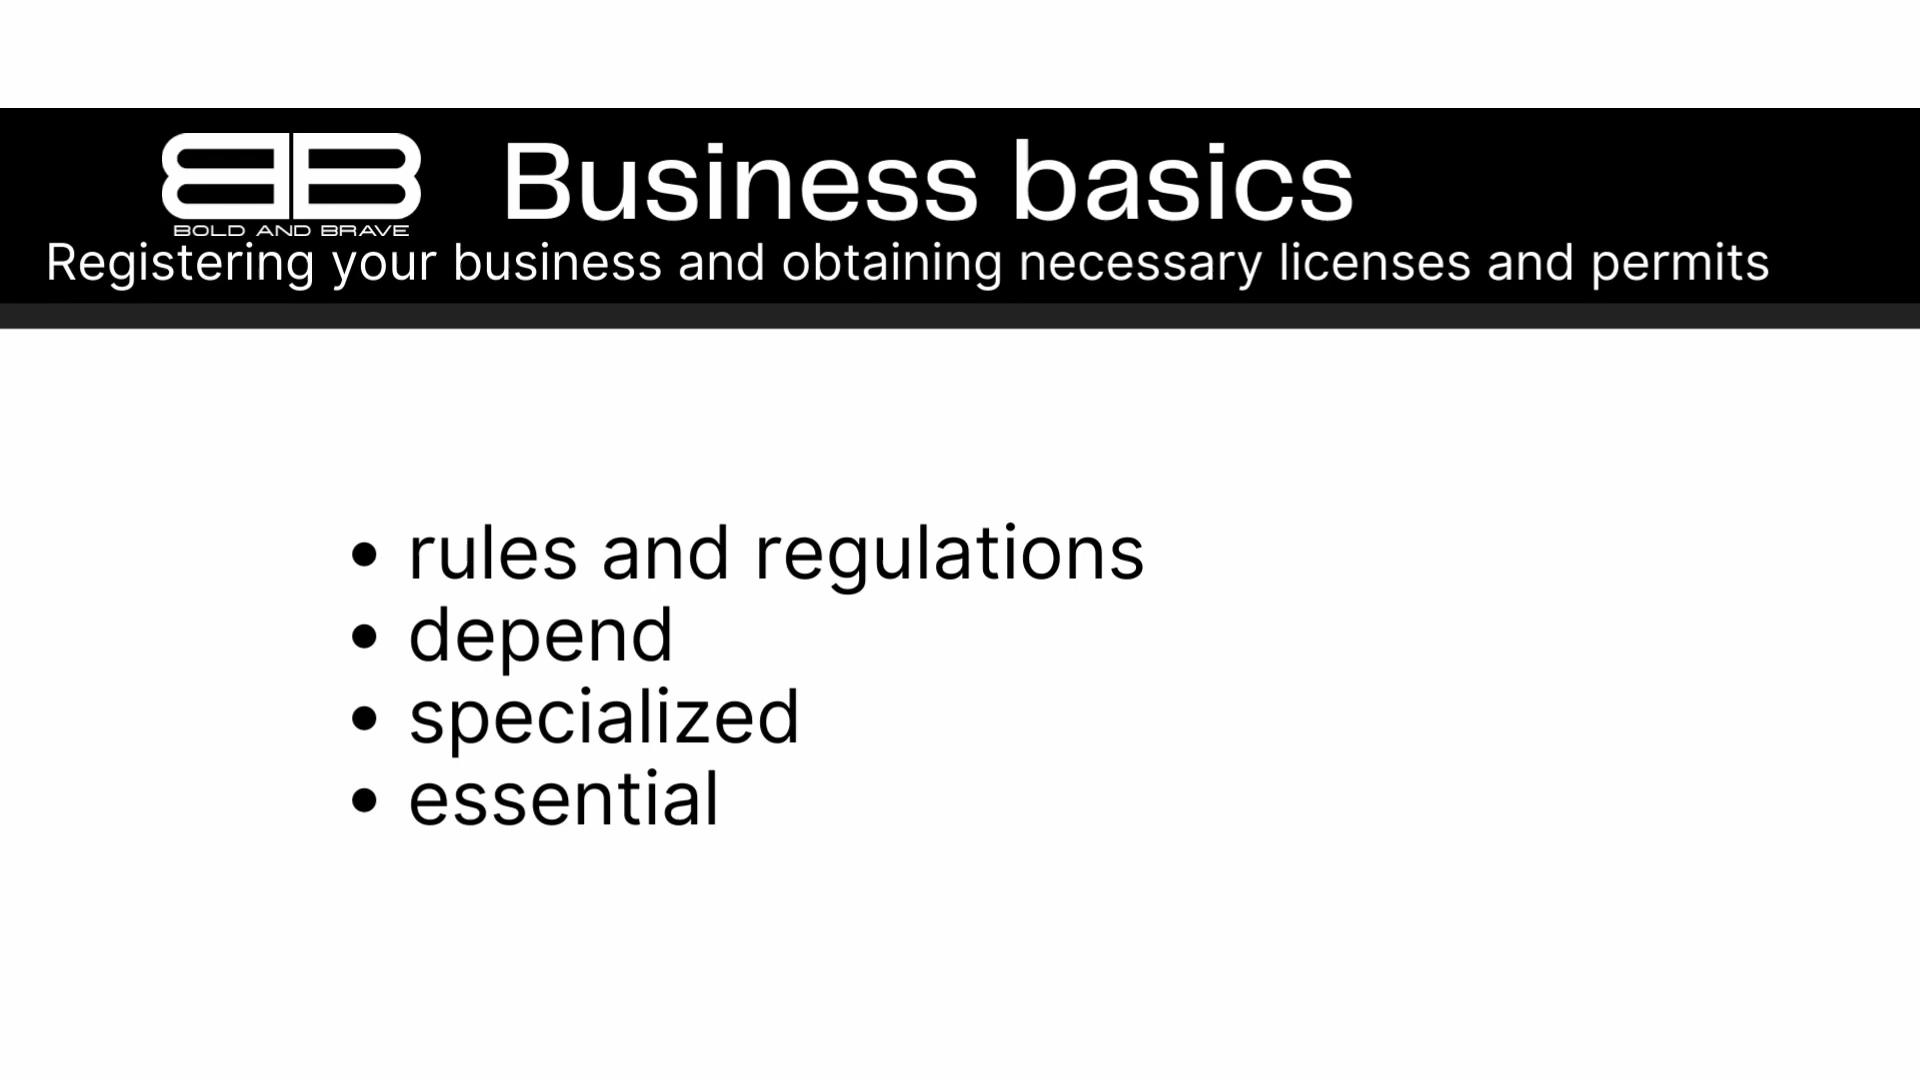 Business basics
BOLD AND BRAVE
Registering your business and obtaining necessary licenses and permits
• rules and regulations
• depend
• specialized
• essential